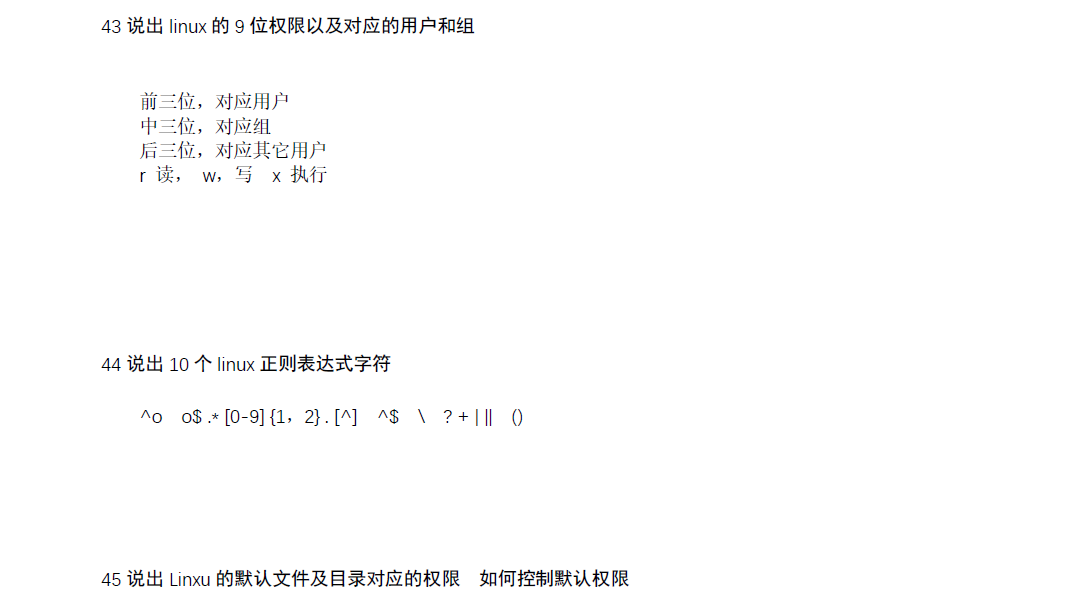 43 说出 linux 的 9 位权限以及对应的用户和组
前三位，对应用户
中三位，对应组
后三位，对应其它用户
r 读， w，写 x 执行
44 说出 10 个 linux 正则表达式字符
^o o$ .* [0-9] {1，2} . [^] ^$ \ ? + | || ()
45 说出 Linxu 的默认文件及目录对应的权限 如何控制默认权限